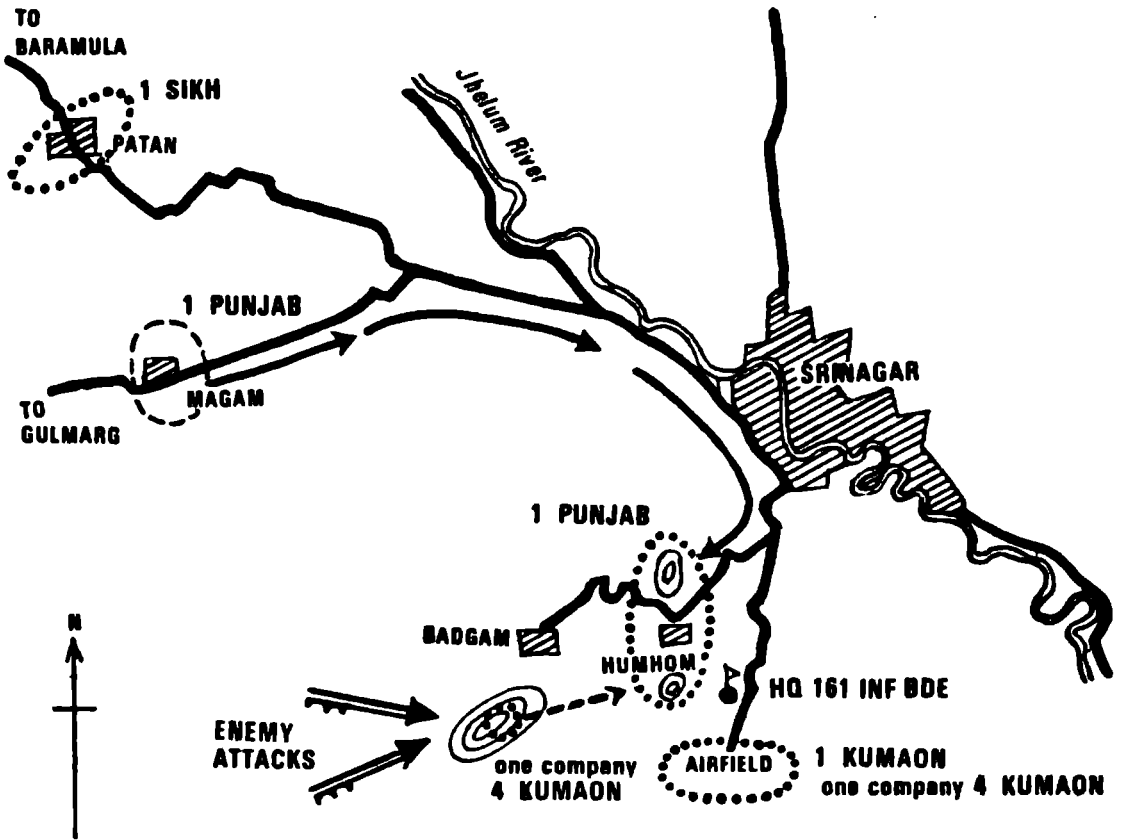 TO
BARAMULA
1 SIKH
PATAN
Jhelum River
1 PUNJAB
MAGAM
TO
GULMARG
SRINAGAR
1 PUNJAB
BADGAM
HUMHOM
N
HQ 161 INF BDE
ENEMY
ATTACKS
one company
4 KUMAON
AIRFIELD
1 KUMAON
one company 4 KUMAON